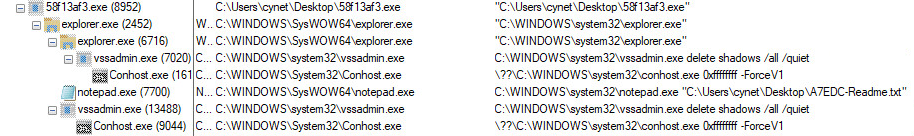 58f13af3.exe (8952) C:\Users\cynet\Desktop\58f13af3.exe "C:\Users\cynet\Desktop\58f13af3.exe"
explorer.exe (2452) W... C:\WINDOWS\SysWOW64\explorer.exe "C:\WINDOWS\system32\explorer.exe"
explorer.exe (6716) W... C:\WINDOWS\SysWOW64\explorer.exe "C:\WINDOWS\system32\explorer.exe"
vssadmin.exe (7020) C... C:\WINDOWS\system32\vssadmin.exe C:\WINDOWS\system32\vssadmin.exe delete shadows /all /quiet
Conhost.exe (161 C... C:\WINDOWS\system32\Conhost.exe \??\C:\WINDOWS\system32\conhost.exe 0xffffffff -ForceV1
notepad.exe (7700) N... C:\WINDOWS\SysWOW64\notepad.exe C:\WINDOWS\system32\notepad.exe "C:\Users\cynet\Desktop\A7EDC-Readme.txt"
vssadmin.exe (13488) C... C:\WINDOWS\system32\vssadmin.exe C:\WINDOWS\system32\vssadmin.exe delete shadows /all /quiet
Conhost.exe (9044) C... C:\WINDOWS\System32\Conhost.exe \??\C:\WINDOWS\system32\conhost.exe 0xffffffff -ForceV1